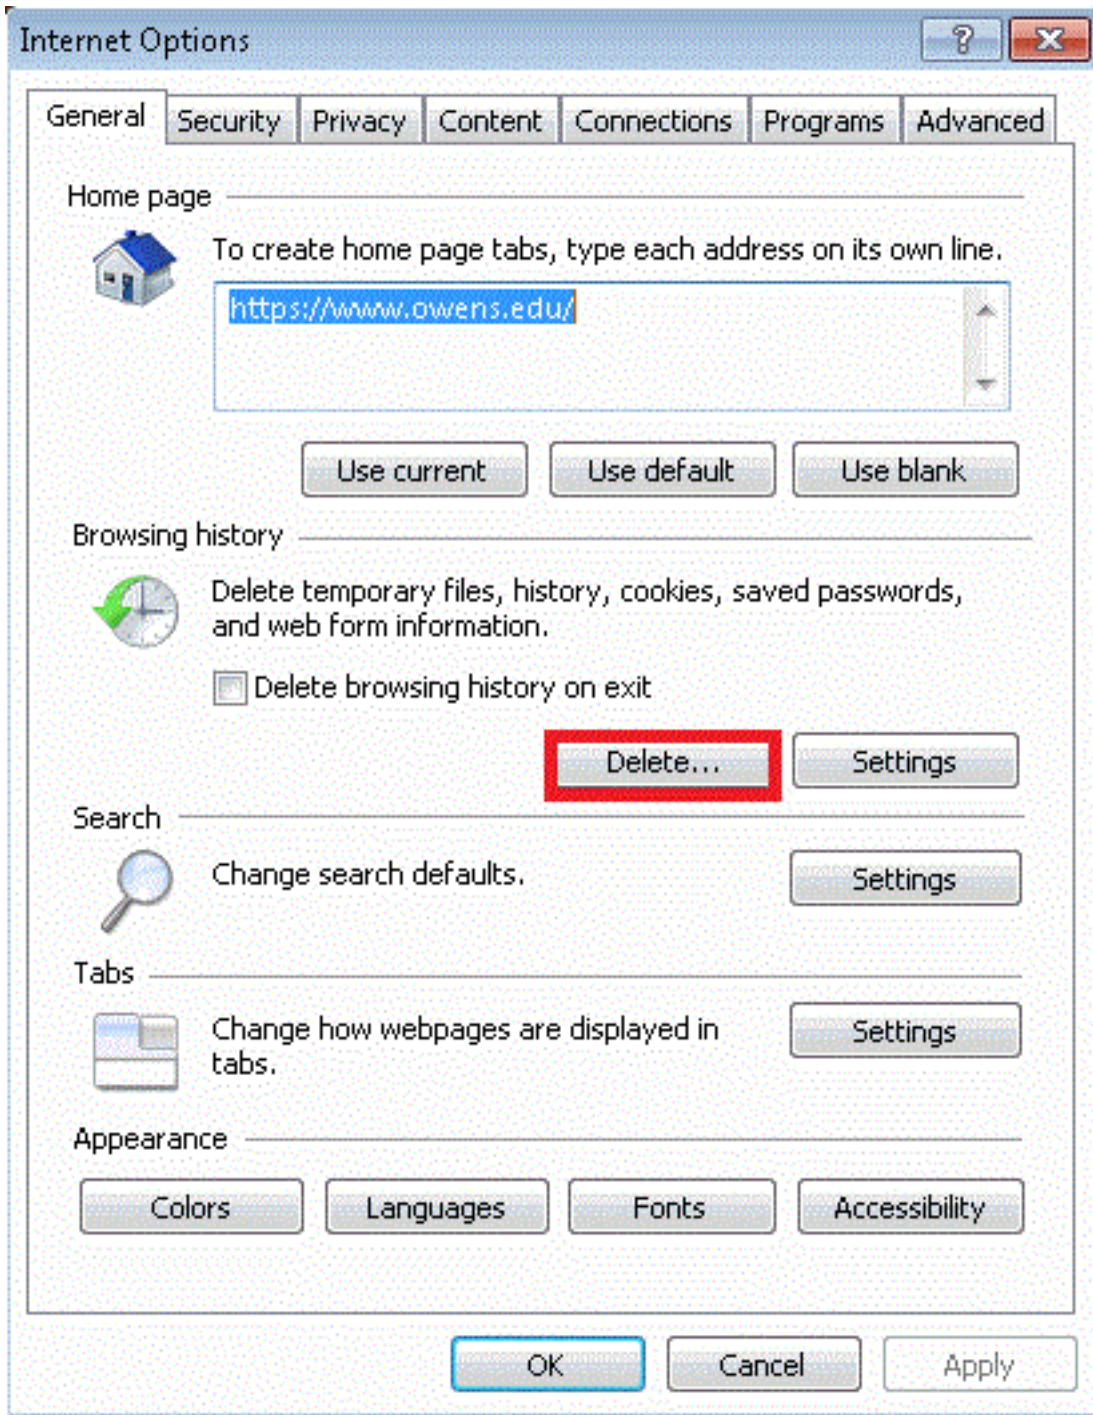 Internet Options
?
General Security Privacy Content Connections Programs Advanced
Home page
To create home page tabs, type each address on its own line.
https://www.owens.edu/
Use current Use default Use blank
Browsing history
Delete temporary files, history, cookies, saved passwords,
and web form information.
Delete browsing history on exit
Delete... Settings
Search
Change search defaults. Settings
Tabs
Change how webpages are displayed in Settings
tabs.
Appearance
Colors Languages Fonts Accessibility
OK Cancel Apply